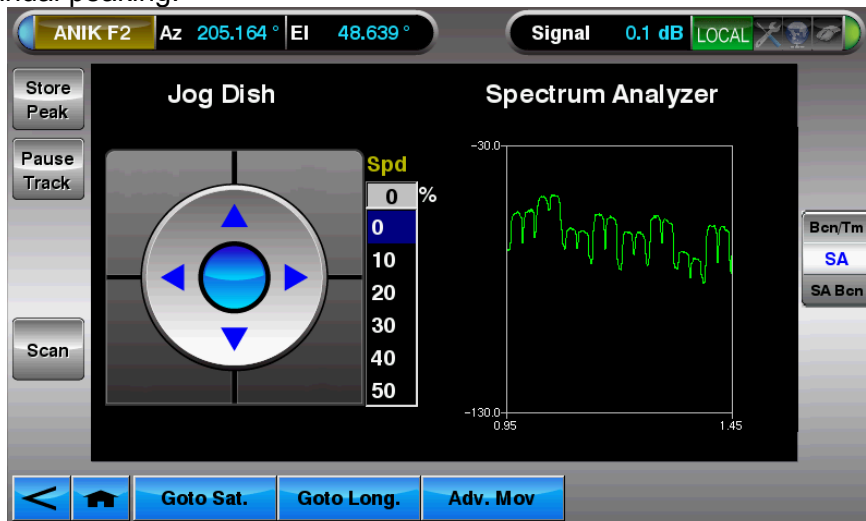 anual peaking.
ANIK F2 Az 205.164 ° El 48.639 ° Signal 0.1 dB LOCAL
Store Peak
Pause Track
Scan
Jog Dish
Spd
0 %
0
10
20
30
40
50
Spectrum Analyzer
-30.0
-130.0
0.95 1.45
Bcn/Tm
SA
SA Bcn
< Goto Sat. Goto Long. Adv. Mov